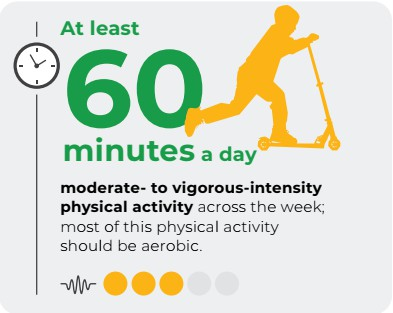 At least
60
minutes a day
moderate- to vigorous-intensity
physical activity across the week;
most of this physical activity
should be aerobic.